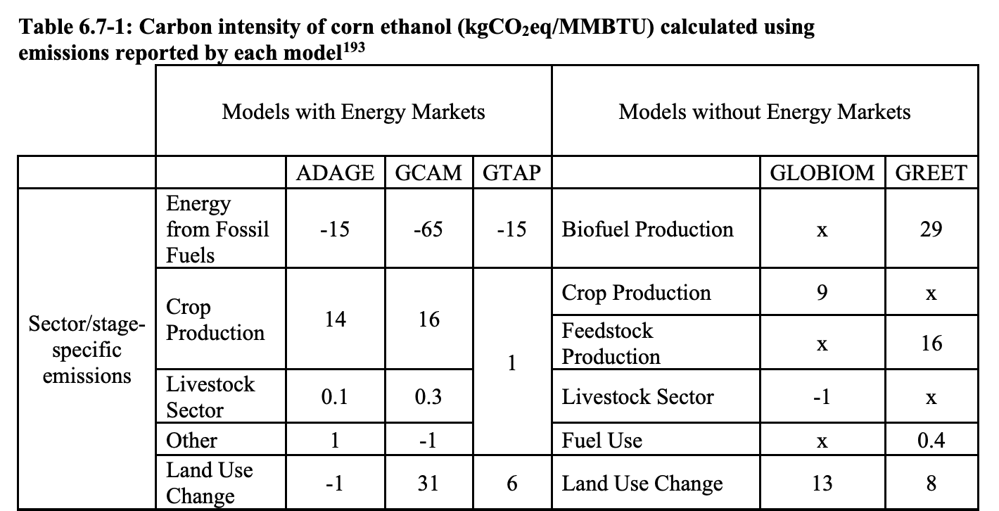 Table 6.7-1: Carbon intensity of corn ethanol (kgCO₂eq/MMBTU) calculated using
emissions reported by each model¹⁹³
Models with Energy Markets Models without Energy Markets
ADAGE GCAM GTAP GLOBIOM GREET
Sector/stage-
specific
emissions
Energy
from Fossil
Fuels
-15 -65 -15 Biofuel Production x 29
Crop
Production
14 16 1
Crop Production 9 x
Feedstock
Production
x 16
Livestock
Sector
0.1 0.3 Livestock Sector -1 x
Other 1 -1 Fuel Use x 0.4
Land Use
Change
-1 31 6 Land Use Change 13 8